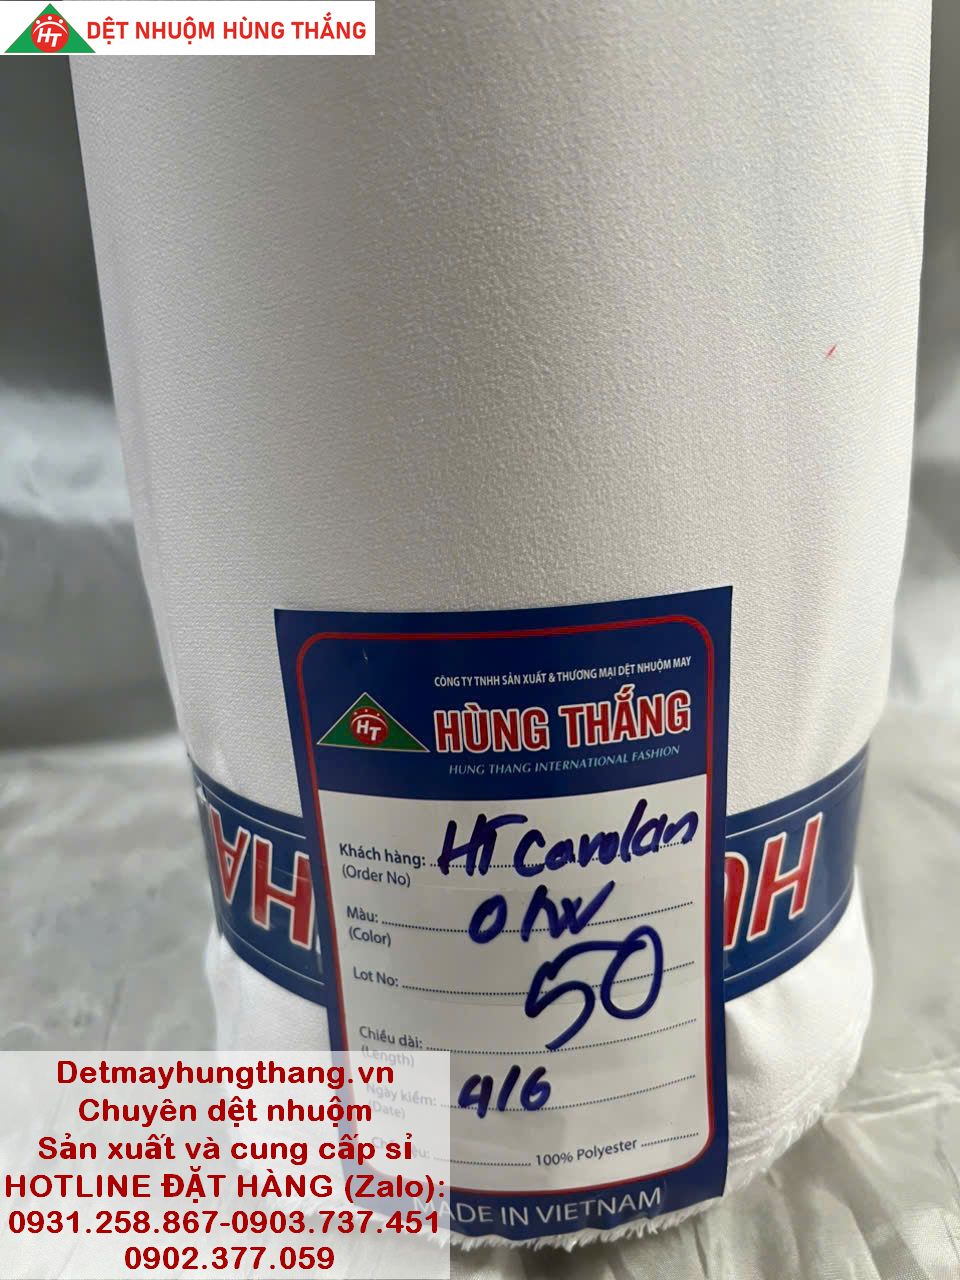 HT DỆT NHUỘM HÙNG THẮNG
CÔNG TY TNHH SẢN XUẤT & THƯƠNG MẠI DỆT NHUỘM MAY
HT HÙNG THẮNG
HUNG THANG INTERNATIONAL FASHION
Khách hàng: HT Carolan
(Order No)
Màu: 01W
(Color)
Lot No:
50
Chiều dài:
(Length)
Ngày kiểm: 4/6
(Date)
100% Polyester
MADE IN VIETNAM
Detmayhungthang.vn
Chuyên dệt nhuộm
Sản xuất và cung cấp sỉ
HOTLINE ĐẶT HÀNG (Zalo):
0931.258.867-0903.737.451
0902.377.059